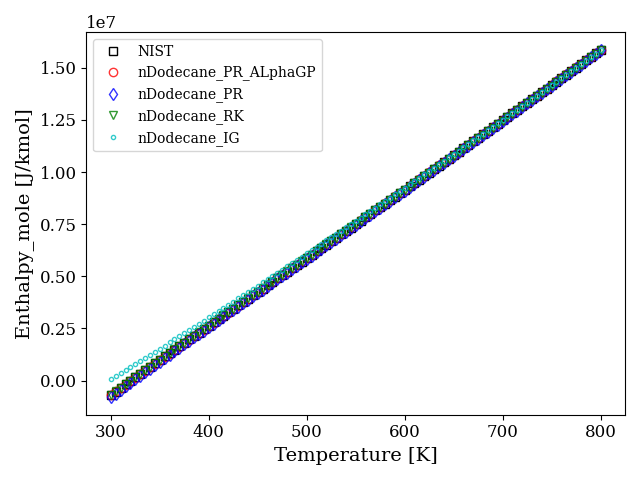 1e7
1.50
1.25
1.00
0.75
0.50
0.25
0.00
Enthalpy_mole [J/kmol]
NIST
nDodecane_PR_ALphaGP
nDodecane_PR
nDodecane_RK
nDodecane_IG
300 400 500 600 700 800
Temperature [K]